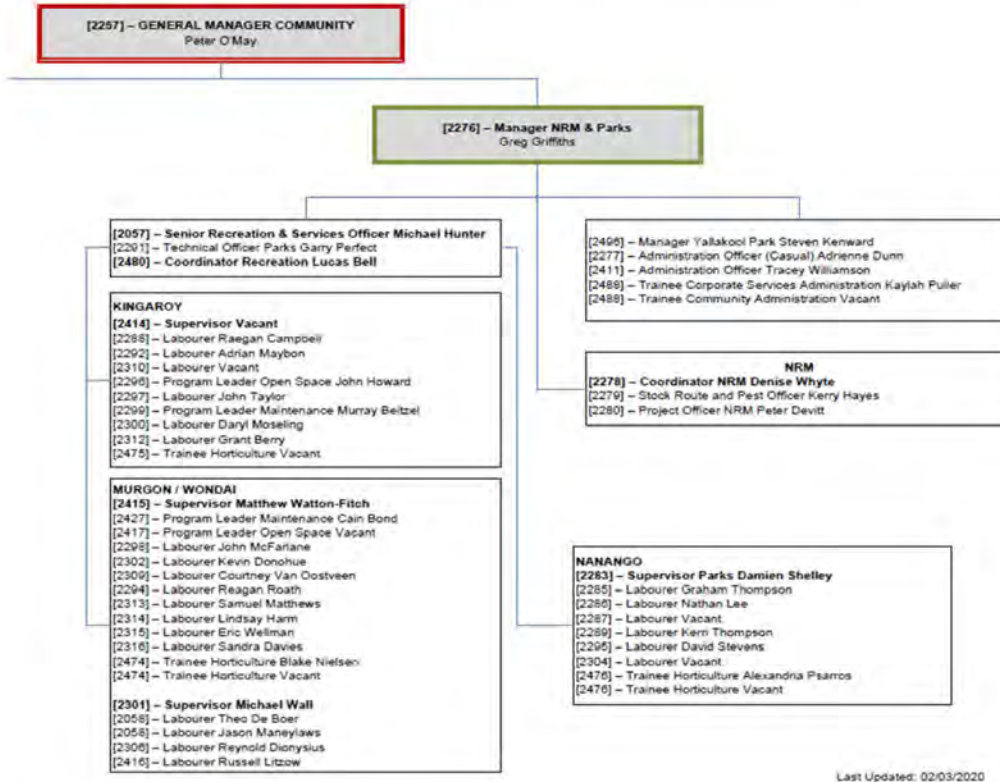 [2257] – GENERAL MANAGER COMMUNITY
Peter O'May
[2276] – Manager NRM & Parks
Greg Griffiths
[2057] – Senior Recreation & Services Officer Michael Hunter
[2291] – Technical Officer Parks Garry Perfect
[2480] – Coordinator Recreation Lucas Bell
[2496] – Manager Yallakool Park Steven Kenward
[2277] – Administration Officer (Casual) Adrienne Dunn
[2411] – Administration Officer Tracey Williamson
[2488] – Trainee Corporate Services Administration Kaylah
[2488] – Trainee Community Administration Vacant
KINGAROY
[2414] – Supervisor Vacant
[2288] – Labourer Raegan Campbell
[2292] – Labourer Adrian Maybon
[2310] – Labourer Vacant
[2296] – Program Leader Open Space John Howard
[2297] – Labourer John Taylor
[2299] – Program Leader Maintenance Murray Beitzel
[2300] – Labourer Daryl Moseling
[2312] – Labourer Grant Berry
[2475] – Trainee Horticulture Vacant
NRM
[2278] – Coordinator NRM Denise Whyte
[2279] – Stock Route and Pest Officer Kerry Hayes
[2280] – Project Officer NRM Peter Devitt
MURGON / WONDAI
[2415] – Supervisor Matthew Watton-Fitch
[2427] – Program Leader Maintenance Cain Bond
[2417] – Program Leader Open Space Vacant
[2298] – Labourer John McFarlane
[2302] – Labourer Kevin Donohue
[2309] – Labourer Courtney Van Oostveen
[2294] – Labourer Reagan Roath
[2313] – Labourer Samuel Matthews
[2314] – Labourer Lindsay Harm
[2315] – Labourer Eric Wellman
[2316] – Labourer Sandra Davies
[2474] – Trainee Horticulture Blake Nielsen
[2474] – Trainee Horticulture Vacant
[2301] – Supervisor Michael Wall
[2058] – Labourer Theo De Boer
[2058] – Labourer Jason Maneylaws
[2306] – Labourer Reynold Dionysius
[2416] – Labourer Russell Litzow
NANANGO
[2283] – Supervisor Parks Damien Shelley
[2285] – Labourer Graham Thompson
[2286] – Labourer Nathan Lee
[2287] – Labourer Vacant
[2289] – Labourer Kerri Thompson
[2295] – Labourer David Stevens
[2304] – Labourer Vacant
[2476] – Trainee Horticulture Alexandria Psarros
[2476] – Trainee Horticulture Vacant
Last Updated: 02/03/2020